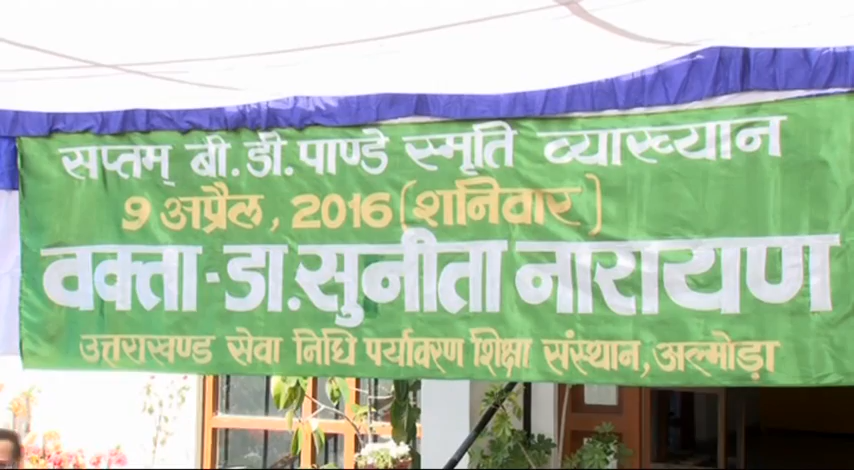 सप्तम् बी.डी.पाण्डे स्मृति व्याख्यान
9 अप्रैल, 2016 (शनिवार)
वक्ता-डा.सुनीता नारायण
उत्तराखण्ड सेवा निधि पर्यावरण शिक्षा संस्थान, अल्मोड़ा